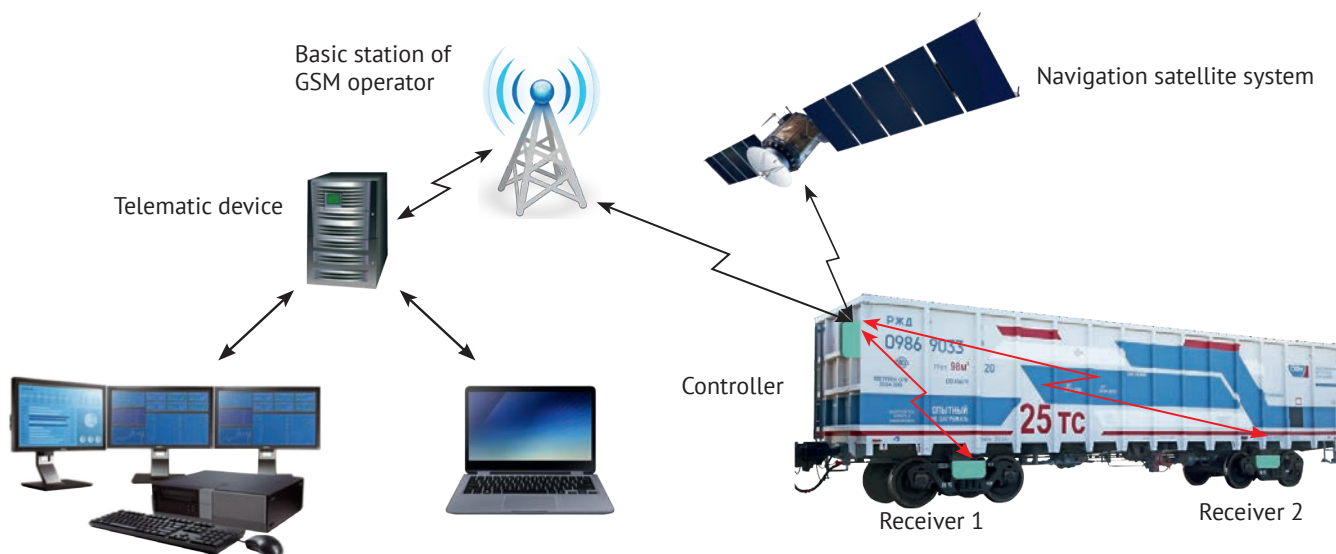 Basic station of
GSM operator
Navigation satellite system
Telematic device
Controller
РЖД
0986 9033
98м³
20
ОПЫТНЫЙ
25 ТС
Receiver 1
Receiver 2